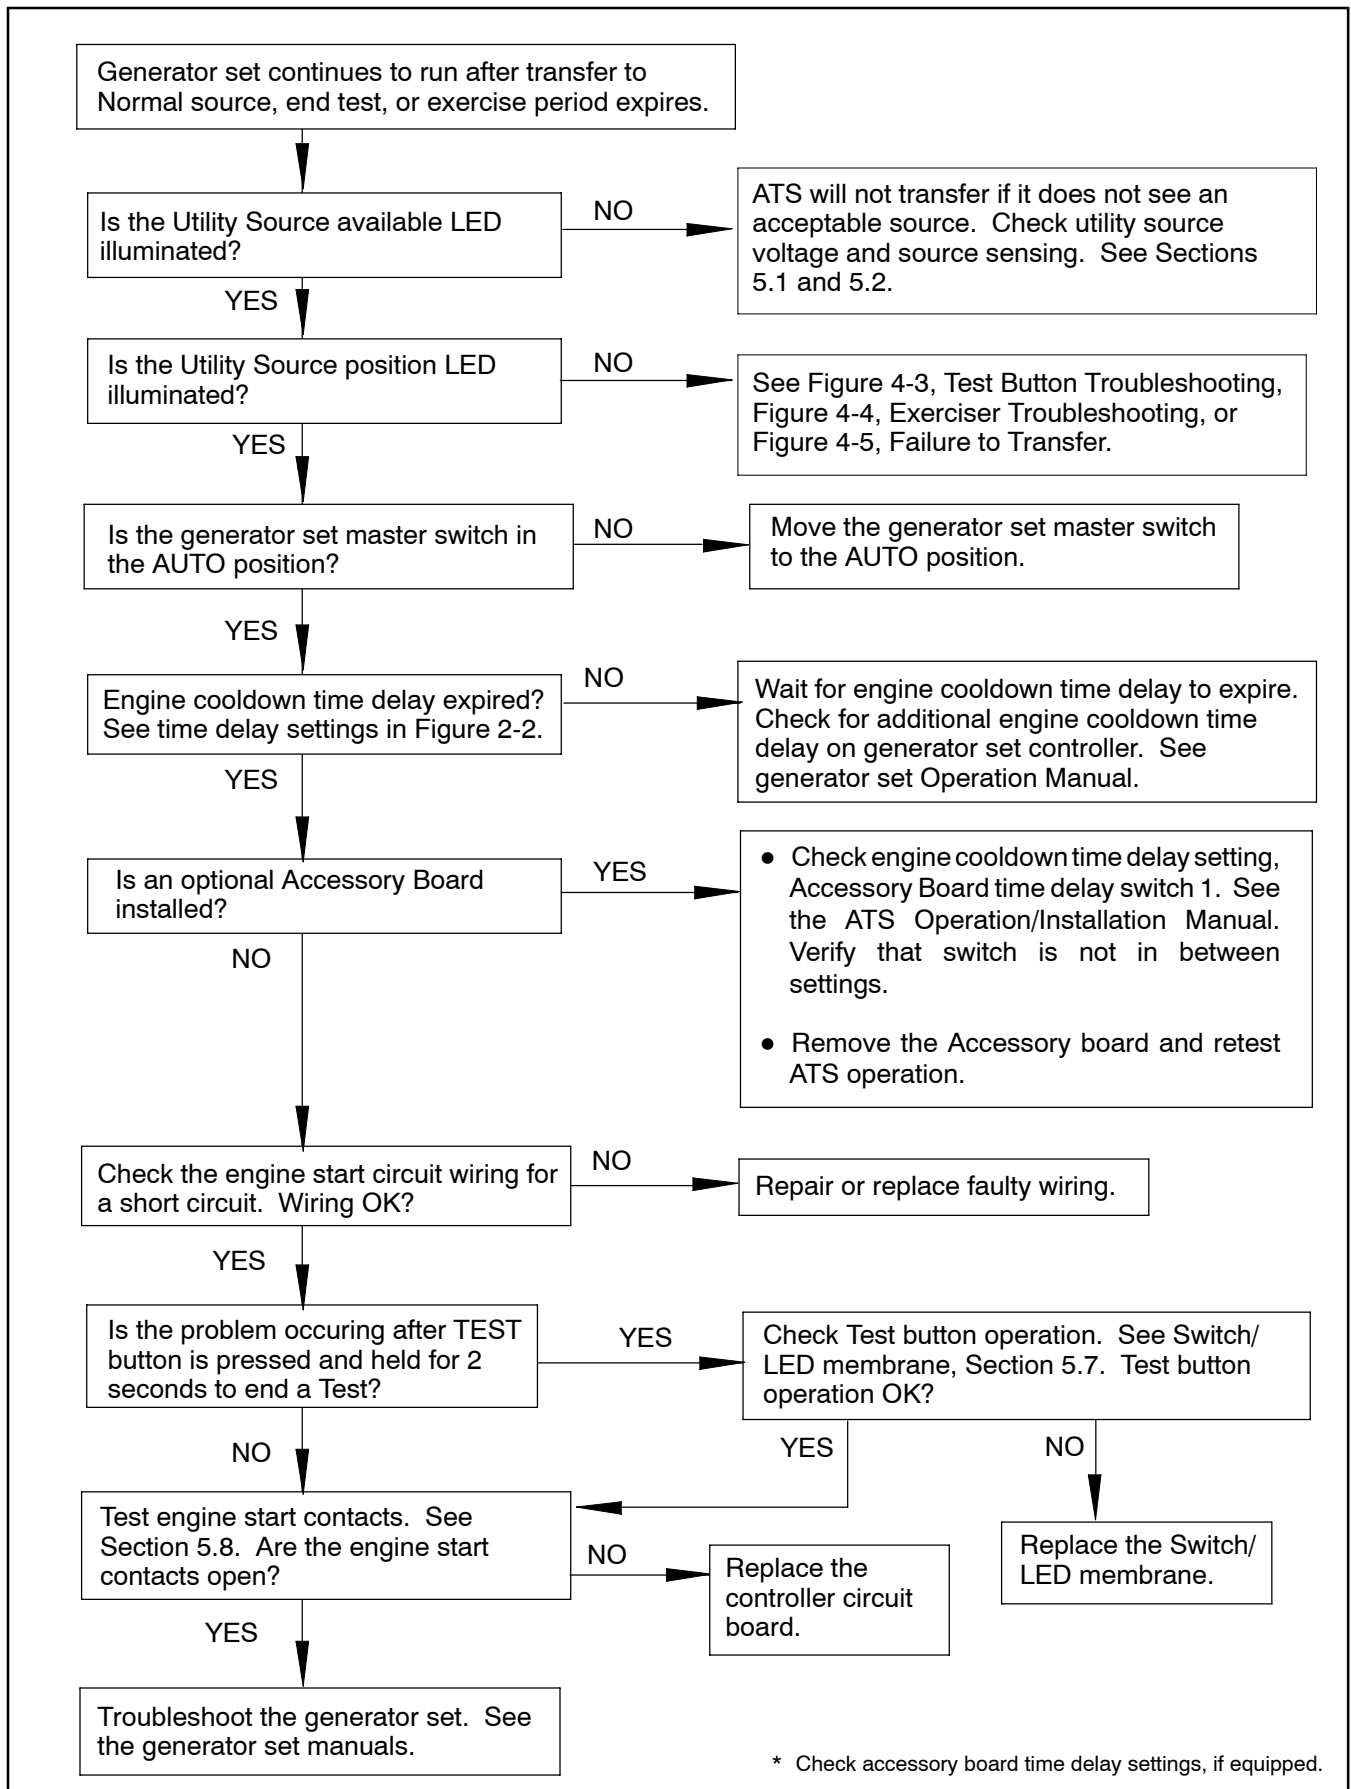 Generator set continues to run after transfer to
Normal source, end test, or exercise period expires.
Is the Utility Source available LED
illuminated?
NO
ATS will not transfer if it does not see an
acceptable source. Check utility source
voltage and source sensing. See Sections
5.1 and 5.2.
YES
Is the Utility Source position LED
illuminated?
NO
See Figure 4-3, Test Button Troubleshooting,
Figure 4-4, Exerciser Troubleshooting, or
Figure 4-5, Failure to Transfer.
YES
Is the generator set master switch in
the AUTO position?
NO
Move the generator set master switch
to the AUTO position.
YES
Engine cooldown time delay expired?
See time delay settings in Figure 2-2.
NO
Wait for engine cooldown time delay to expire.
Check for additional engine cooldown time
delay on generator set controller. See
generator set Operation Manual.
YES
Is an optional Accessory Board
installed?
YES
● Check engine cooldown time delay setting,
Accessory Board time delay switch 1. See
the ATS Operation/Installation Manual.
Verify that switch is not in between
settings.
● Remove the Accessory board and retest
ATS operation.
NO
Check the engine start circuit wiring for
a short circuit. Wiring OK?
NO
Repair or replace faulty wiring.
YES
Is the problem occuring after TEST
button is pressed and held for 2
seconds to end a Test?
YES
Check Test button operation. See Switch/
LED membrane, Section 5.7. Test button
operation OK?
YES
NO
NO
Test engine start contacts. See
Section 5.8. Are the engine start
contacts open?
NO
Replace the
controller circuit
board.
Replace the Switch/
LED membrane.
YES
Troubleshoot the generator set. See
the generator set manuals.
* Check accessory board time delay settings, if equipped.